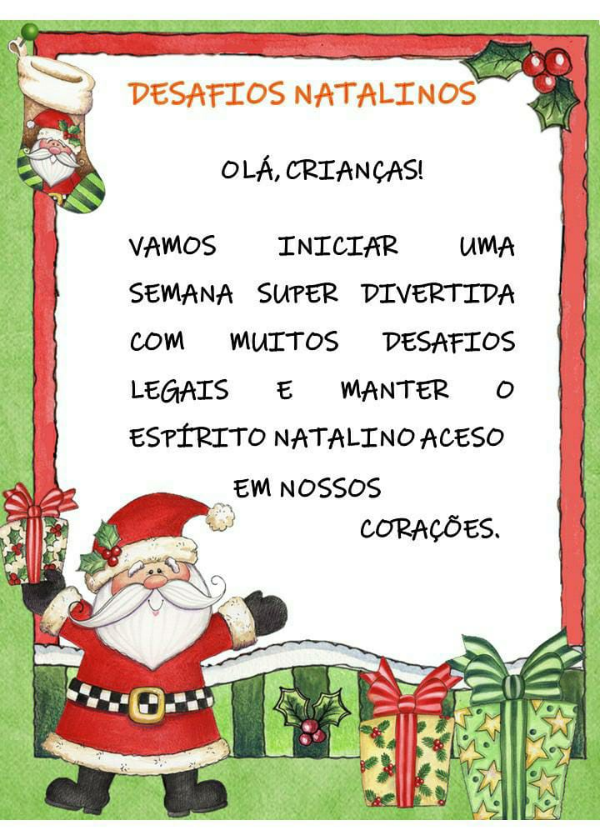 DESAFIOS NATALINOS
OLÁ, CRIANÇAS!
VAMOS INICIAR UMA
SEMANA SUPER DIVERTIDA
COM MUITOS DESAFIOS
LEGAIS E MANTER O
ESPÍRITO NATALINO ACESO
EM NOSSOS
CORAÇÕES.